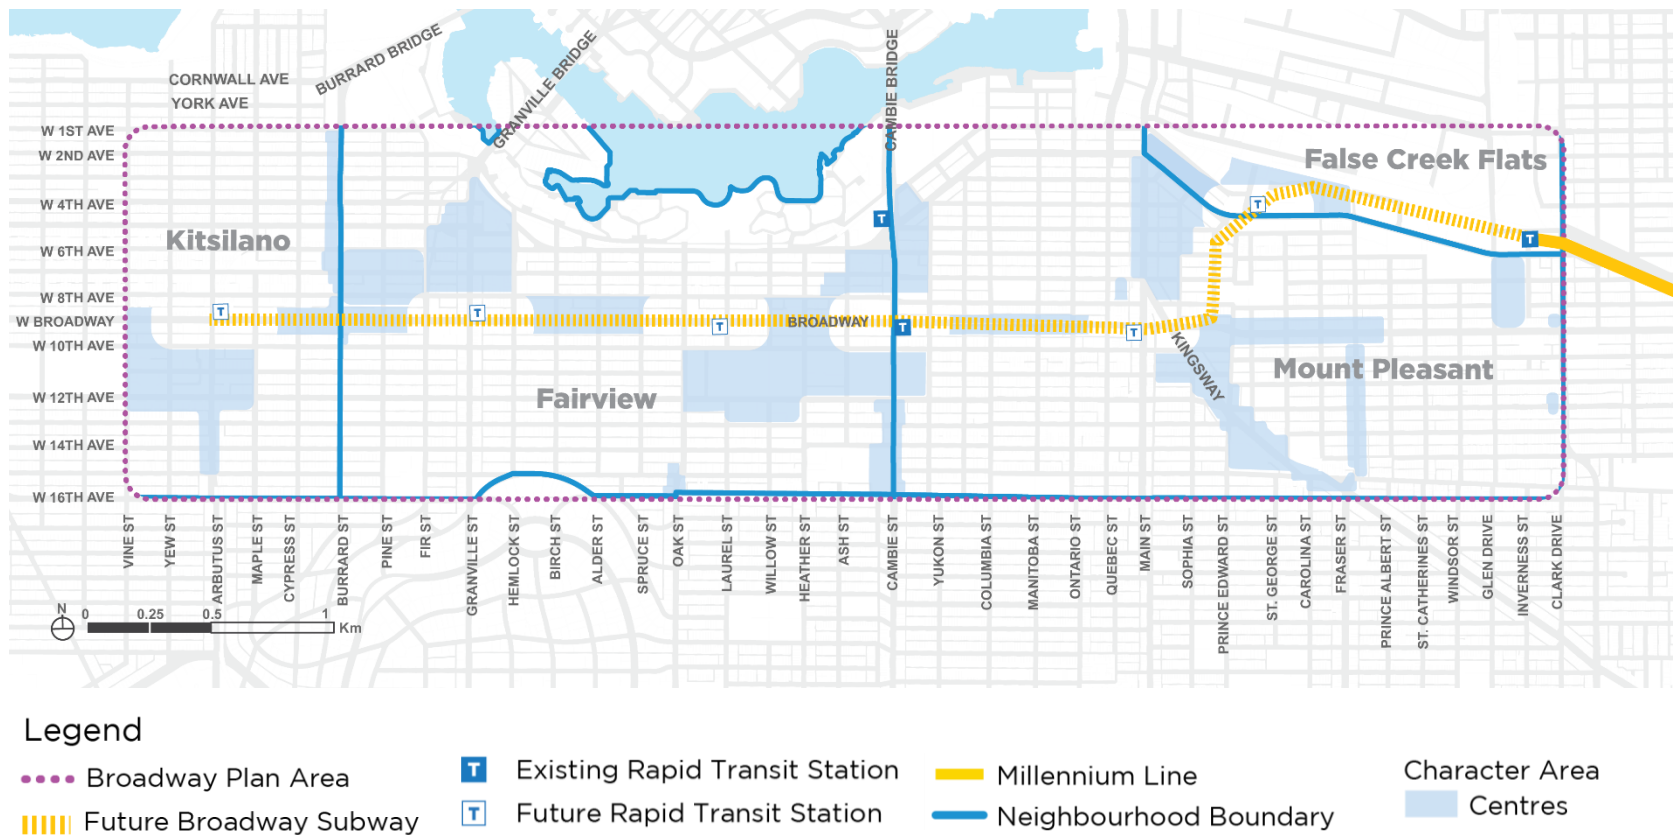 CORNWALL AVE
YORK AVE
BURRARD BRIDGE
GRANVILLE BRIDGE
CAMBIE BRIDGE
W 1ST AVE
W 2ND AVE
W 4TH AVE
W 6TH AVE
W 8TH AVE
W BROADWAY
W 10TH AVE
W 12TH AVE
W 14TH AVE
W 16TH AVE
False Creek Flats
Kitsilano
T
T
T
T
T
T
T
T
BROADWAY
KINGSWAY
Mount Pleasant
Fairview
VINE ST
YEW ST
ARBUTUS ST
MAPLE ST
CYPRESS ST
BURRARD ST
PINE ST
FIR ST
GRANVILLE ST
HEMLOCK ST
BIRCH ST
ALDER ST
SPRUCE ST
OAK ST
LAUREL ST
WILLOW ST
HEATHER ST
ASH ST
CAMBIE ST
YUKON ST
COLUMBIA ST
MANITOBA ST
ONTARIO ST
QUEBEC ST
MAIN ST
SOPHIA ST
PRINCE EDWARD ST
ST. GEORGE ST
CAROLINA ST
FRASER ST
PRINCE ALBERT ST
ST. CATHERINES ST
WINDSOR ST
GLEN DRIVE
INVERNESS ST
CLARK DRIVE
N
0 0.25 0.5 1
Km
Legend
Broadway Plan Area
Future Broadway Subway
T Existing Rapid Transit Station
T Future Rapid Transit Station
Millennium Line
Neighbourhood Boundary
Character Area
Centres